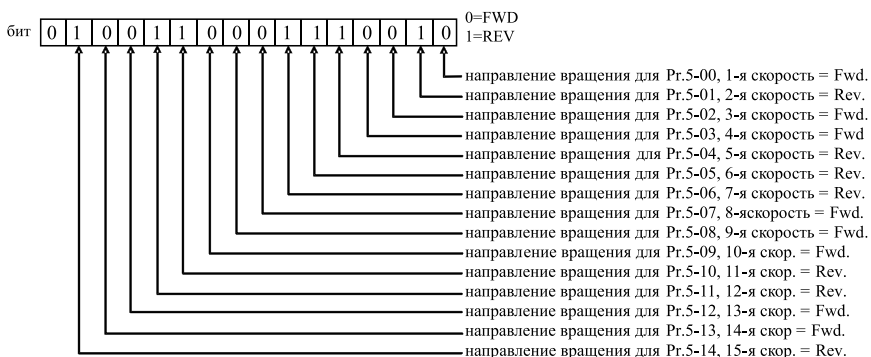 0=FWD
бит 0 1 0 0 1 1 0 0 0 1 1 1 0 0 1 0 1=REV
направление вращения для Pr.5-00, 1-я скорость = Fwd.
направление вращения для Pr.5-01, 2-я скорость = Rev.
направление вращения для Pr.5-02, 3-я скорость = Fwd.
направление вращения для Pr.5-03, 4-я скорость = Fwd
направление вращения для Pr.5-04, 5-я скорость = Rev.
направление вращения для Pr.5-05, 6-я скорость = Rev.
направление вращения для Pr.5-06, 7-я скорость = Rev.
направление вращения для Pr.5-07, 8-яскорость = Fwd.
направление вращения для Pr.5-08, 9-я скорость = Fwd.
направление вращения для Pr.5-09, 10-я скор. = Fwd.
направление вращения для Pr.5-10, 11-я скор. = Rev.
направление вращения для Pr.5-11, 12-я скор. = Rev.
направление вращения для Pr.5-12, 13-я скор. = Fwd.
направление вращения для Pr.5-13, 14-я скор = Fwd.
направление вращения для Pr.5-14, 15-я скор. = Rev.